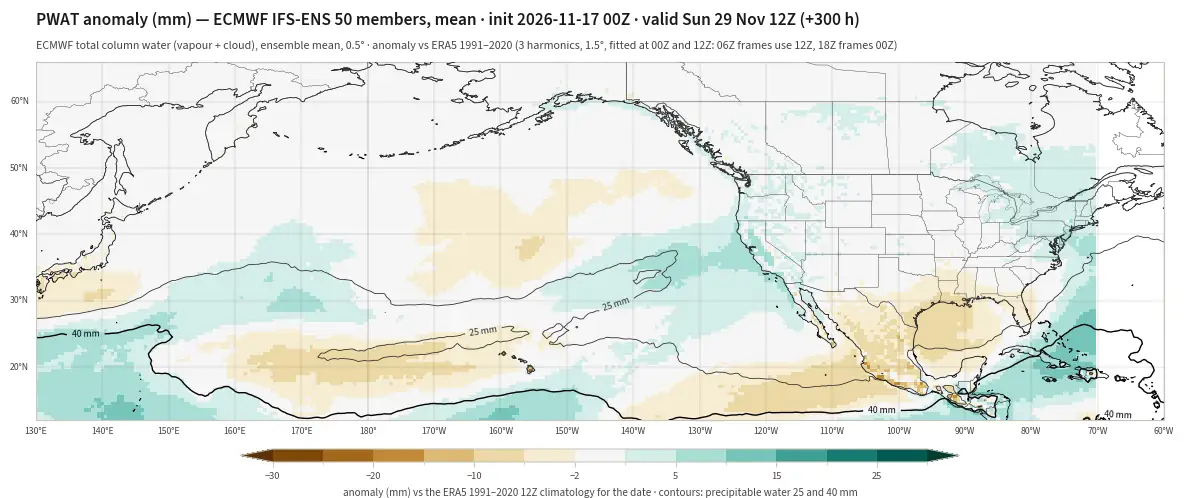 PWAT anomaly (mm) — ECMWF IFS-ENS 50 members, mean · init 2026-11-17 00Z · valid Sun 29 Nov 12Z (+300 h)
ECMWF total column water (vapour + cloud), ensemble mean, 0.5° · anomaly vs ERA5 1991–2020 (3 harmonics, 1.5°, fitted at 00Z and 12Z: 06Z frames use 12Z, 18Z frames 00Z)
60°N
50°N
40°N
30°N
20°N
25 mm
40 mm
25 mm
40 mm
40 mm
130°E 140°E 150°E 160°E 170°E 180° 170°W 160°W 150°W 140°W 130°W 120°W 110°W 100°W 90°W 80°W 70°W 60°W
−30 −20 −10 −2 5 15 25
anomaly (mm) vs the ERA5 1991–2020 12Z climatology for the date · contours: precipitable water 25 and 40 mm